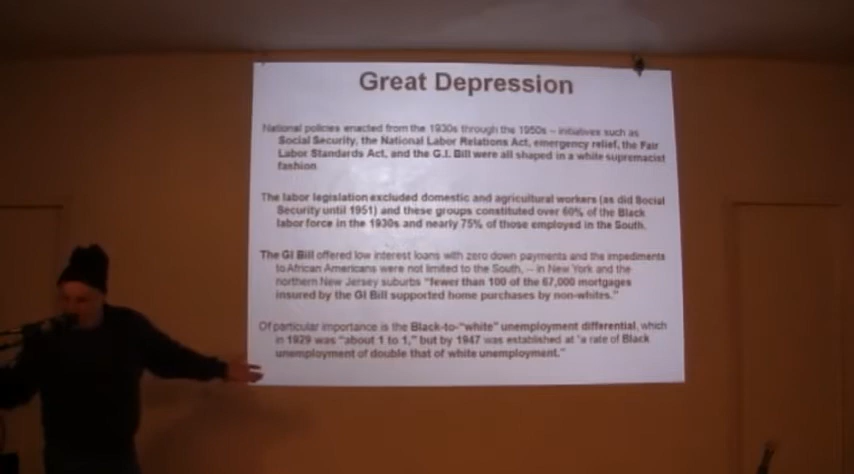 Great Depression
National policies enacted from the 1930s through the 1950s – initiatives such as
Social Security, the National Labor Relations Act, emergency relief, the Fair
Labor Standards Act, and the G.I. Bill were all shaped in a white supremacist
fashion.
The labor legislation excluded domestic and agricultural workers (as did Social
Security until 1951) and these groups constituted over 60% of the Black
labor force in the 1930s and nearly 75% of those employed in the South.
The GI Bill offered low interest loans with zero down payments and the impediments
to African Americans were not limited to the South, -- in New York and the
northern New Jersey suburbs "fewer than 100 of the 67,000 mortgages
insured by the GI Bill supported home purchases by non-whites."
Of particular importance is the Black-to-"white" unemployment differential, which
in 1929 was "about 1 to 1," but by 1947 was established at "a rate of Black
unemployment of double that of white unemployment."